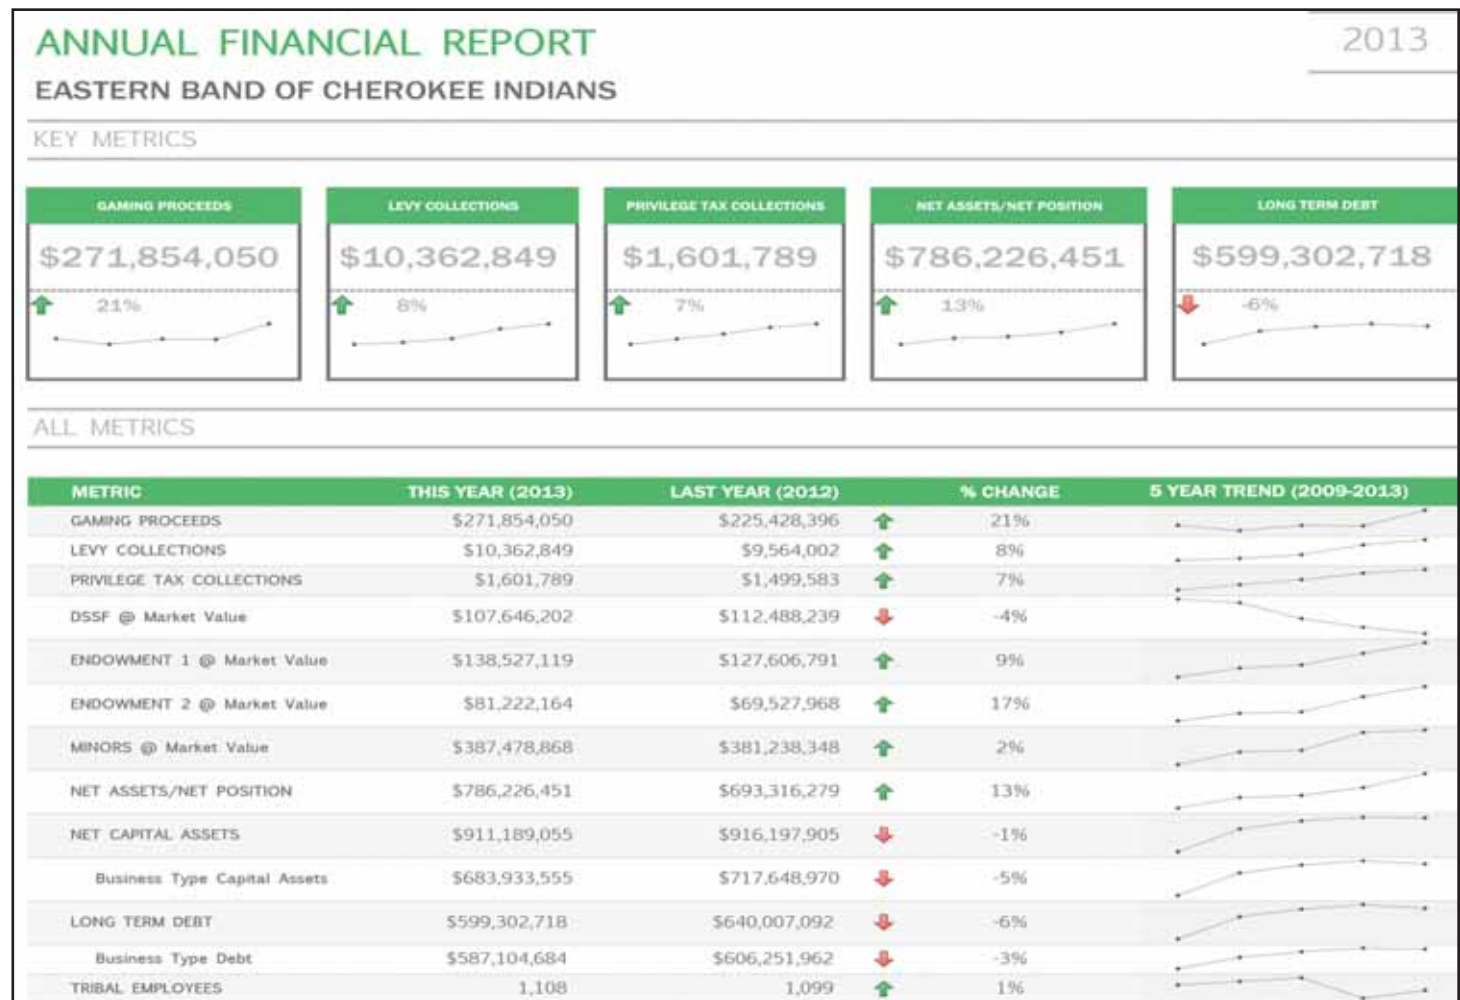 ANNUAL FINANCIAL REPORT 2013
EASTERN BAND OF CHEROKEE INDIANS
KEY METRICS
GAMING PROCEEDS LEVY COLLECTIONS PRIVILEGE TAX COLLECTIONS NET ASSETS/NET POSITION LONG TERM DEBT
$271,854,050 $10,362,849 $1,601,789 $786,226,451 $599,302,718
21% 8% 7% 13% -6%
ALL METRICS
METRIC THIS YEAR (2013) LAST YEAR (2012) % CHANGE 5 YEAR TREND (2009-2013)
GAMING PROCEEDS $271,854,050 $225,428,396 21%
LEVY COLLECTIONS $10,362,849 $9,564,002 8%
PRIVILEGE TAX COLLECTIONS $1,601,789 $1,499,583 7%
DSSF @ Market Value $107,646,202 $112,488,239 -4%
ENDOWMENT 1 @ Market Value $138,527,119 $127,606,791 9%
ENDOWMENT 2 @ Market Value $81,222,164 $69,527,968 17%
MINORS @ Market Value $387,478,868 $381,238,348 2%
NET ASSETS/NET POSITION $786,226,451 $693,316,279 13%
NET CAPITAL ASSETS $911,189,055 $916,197,905 -1%
Business Type Capital Assets $683,933,555 $717,648,970 -5%
LONG TERM DEBT $599,302,718 $640,007,092 -6%
Business Type Debt $587,104,684 $606,251,962 -3%
TRIBAL EMPLOYEES 1,108 1,099 1%